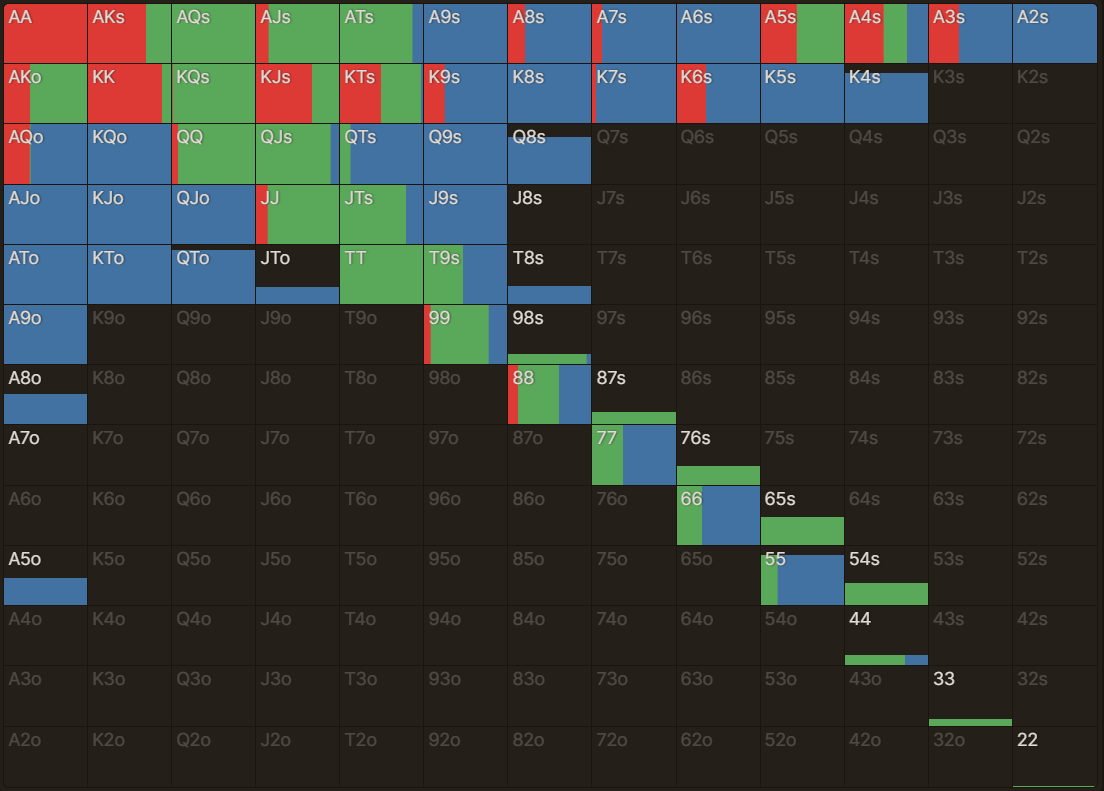 AA AKs AQs AJs ATs A9s A8s A7s A6s A5s A4s A3s A2s
AKo KK KQs KJs KTs K9s K8s K7s K6s K5s K4s K3s K2s
AQo KQo QQ QJs QTs Q9s Q8s Q7s Q6s Q5s Q4s Q3s Q2s
AJo KJo QJo JJ JTs J9s J8s J7s J6s J5s J4s J3s J2s
ATo KTo QTo JTo TT T9s T8s T7s T6s T5s T4s T3s T2s
A9o K9o Q9o J9o T9o 99 98s 97s 96s 95s 94s 93s 92s
A8o K8o Q8o J8o T8o 98o 88 87s 86s 85s 84s 83s 82s
A7o K7o Q7o J7o T7o 97o 87o 77 76s 75s 74s 73s 72s
A6o K6o Q6o J6o T6o 96o 86o 76o 66 65s 64s 63s 62s
A5o K5o Q5o J5o T5o 95o 85o 75o 65o 55 54s 53s 52s
A4o K4o Q4o J4o T4o 94o 84o 74o 64o 54o 44 43s 42s
A3o K3o Q3o J3o T3o 93o 83o 73o 63o 53o 43o 33 32s
A2o K2o Q2o J2o T2o 92o 82o 72o 62o 52o 42o 32o 22